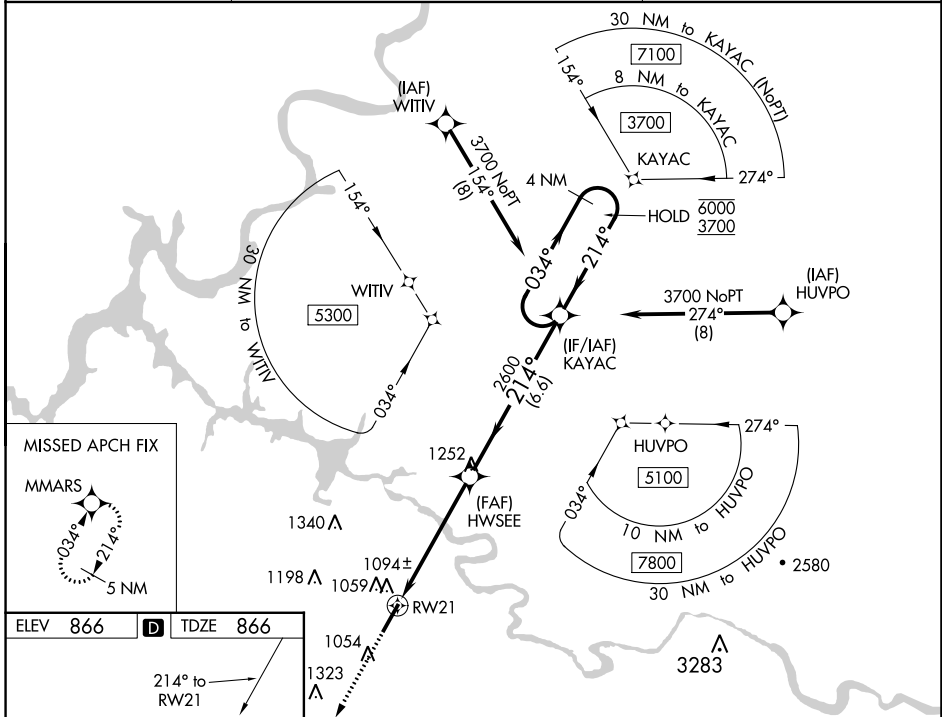 30 NM to KAYAC (NoPT)
7100
154°
8 NM to KAYAC
3700
KAYAC
274°
(IAF)
WITIV
3700 NoPT
154°
(8)
4 NM
HOLD 6000
3700
034°
214°
154°
30 NM to WITIV
WITIV
5300
034°
(IAF)
HUVPO
3700 NoPT
274°
(8)
(IF/IAF)
KAYAC
2600
214°
(6.6)
MISSED APCH FIX
MMARS
034°
214°
5 NM
1252
(FAF)
HWSEE
274°
HUVPO
5100
034°
10 NM to HUVPO
7800
30 NM to HUVPO
2580
1340
1198
1094±
1059
RW21
1054
1323
3283
ELEV 866 D TDZE 866
214° to
RW21